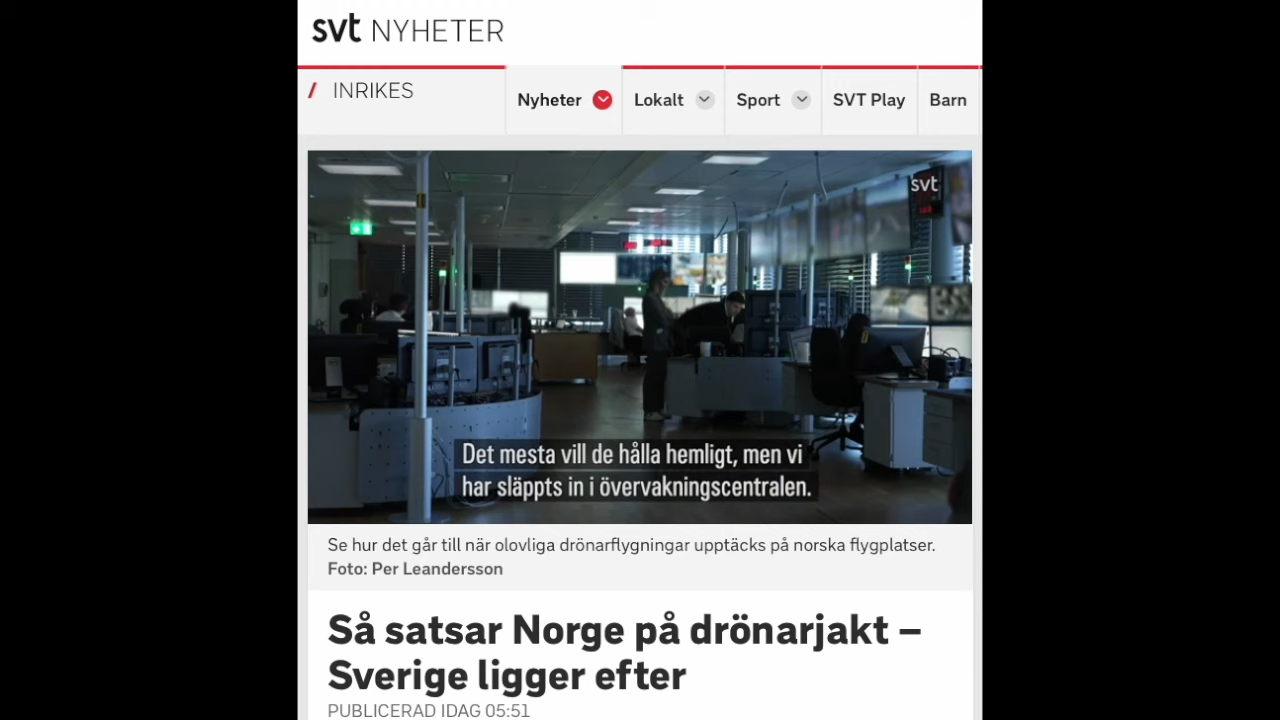 svt NYHETER
/ INRIKES
Nyheter
Lokalt
Sport
SVT Play
Barn
svt
Det mesta vill de hålla hemligt, men vi
har släppts in i övervakningscentralen.
Se hur det går till när olovliga drönarflygningar upptäcks på norska flygplatser.
Foto: Per Leandersson
Så satsar Norge på drönarjakt –
Sverige ligger efter
PUBLICERAD IDAG 05:51